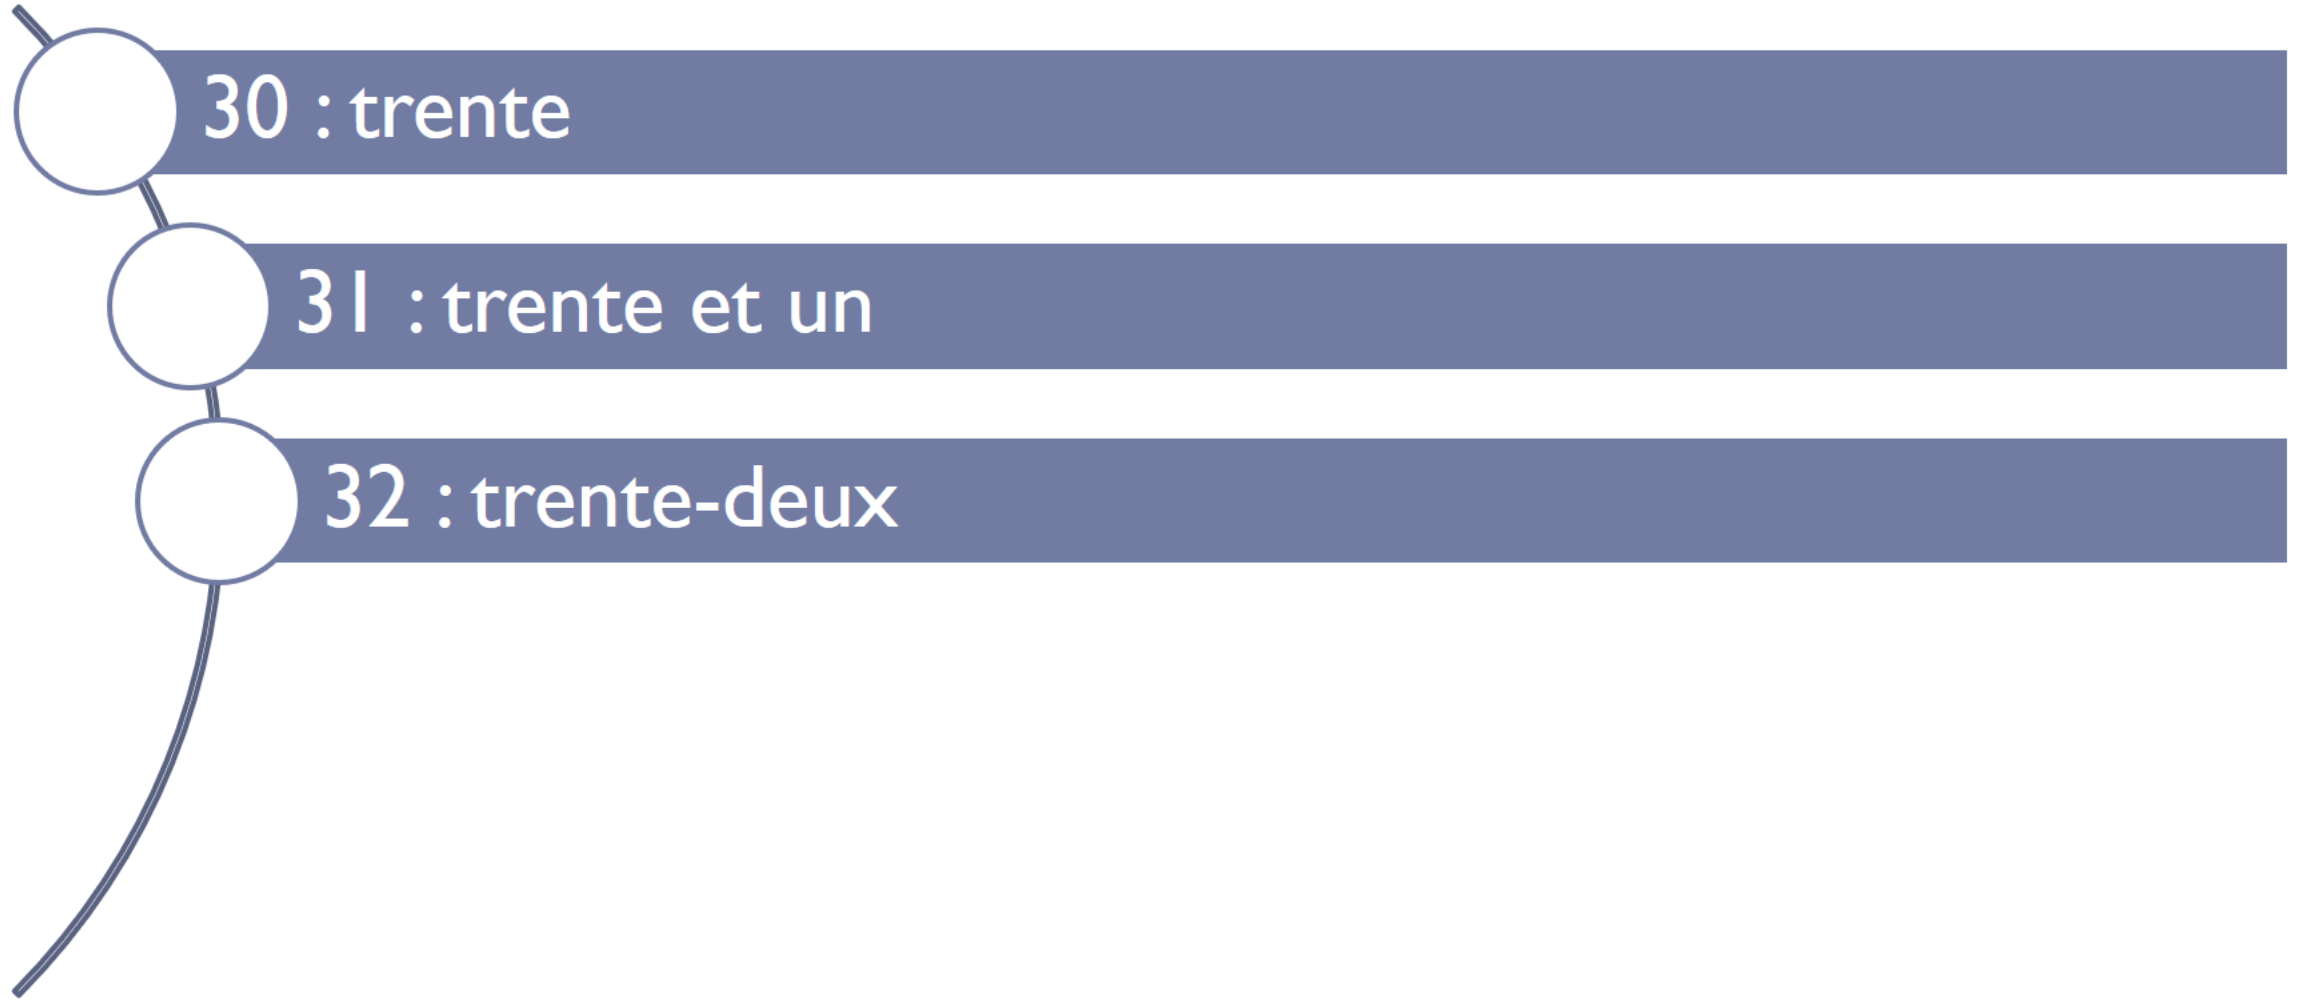 30 : trente
31 : trente et un
32 : trente-deux